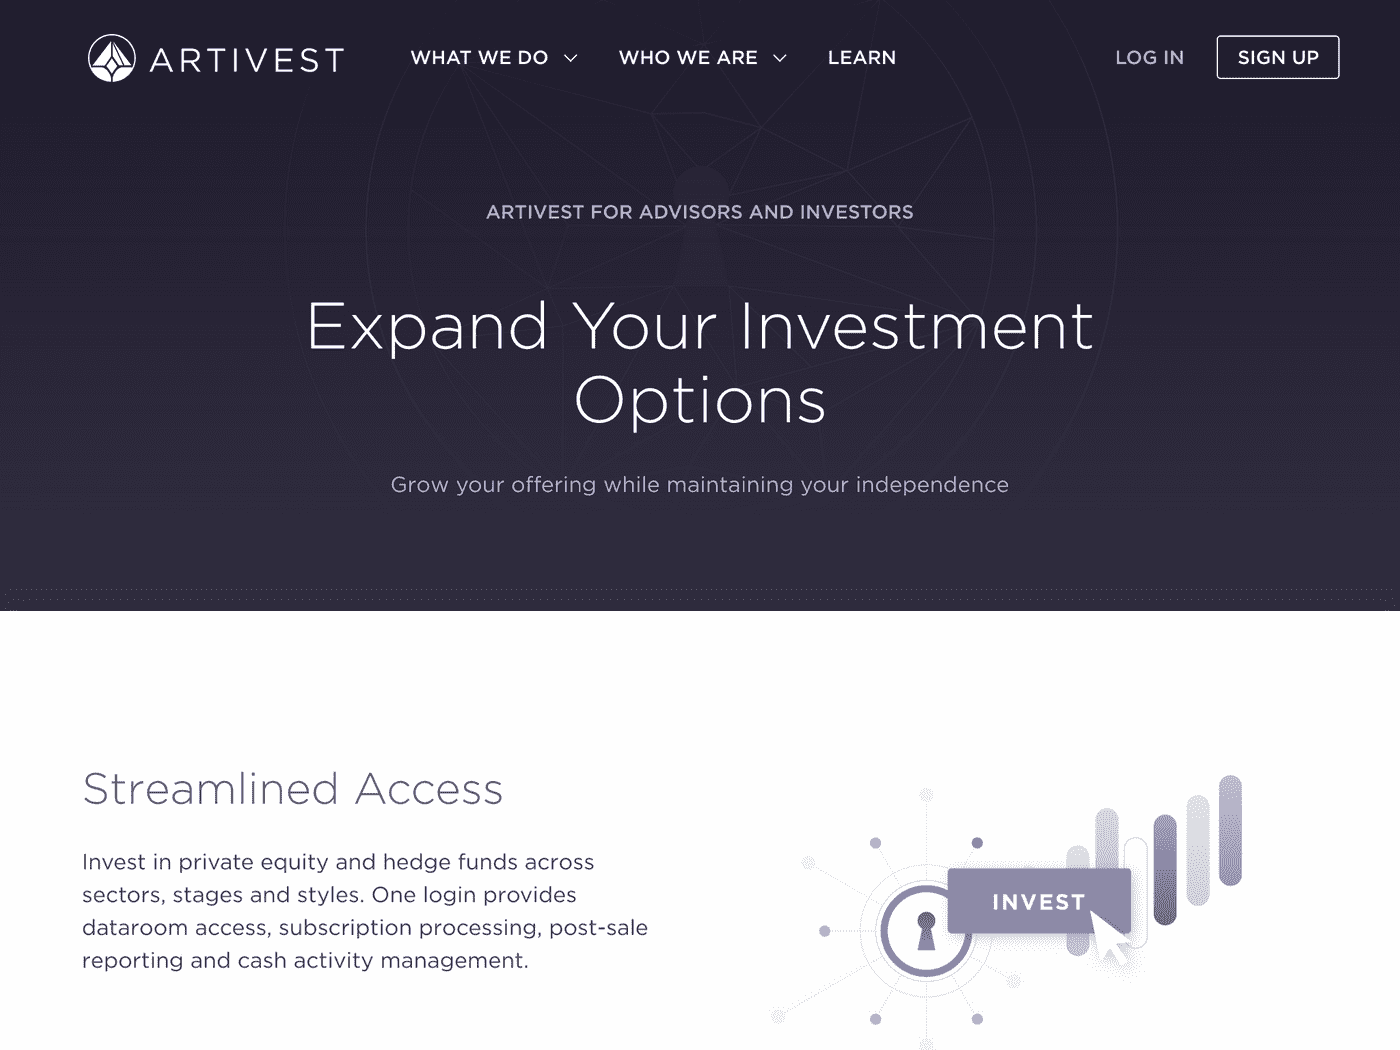 ARTIVEST
WHAT WE DO
WHO WE ARE
LEARN
LOG IN
SIGN UP
ARTIVEST FOR ADVISORS AND INVESTORS
Expand Your Investment
Options
Grow your offering while maintaining your independence
Streamlined Access
Invest in private equity and hedge funds across
sectors, stages and styles. One login provides
dataroom access, subscription processing, post-sale
reporting and cash activity management.
INVEST